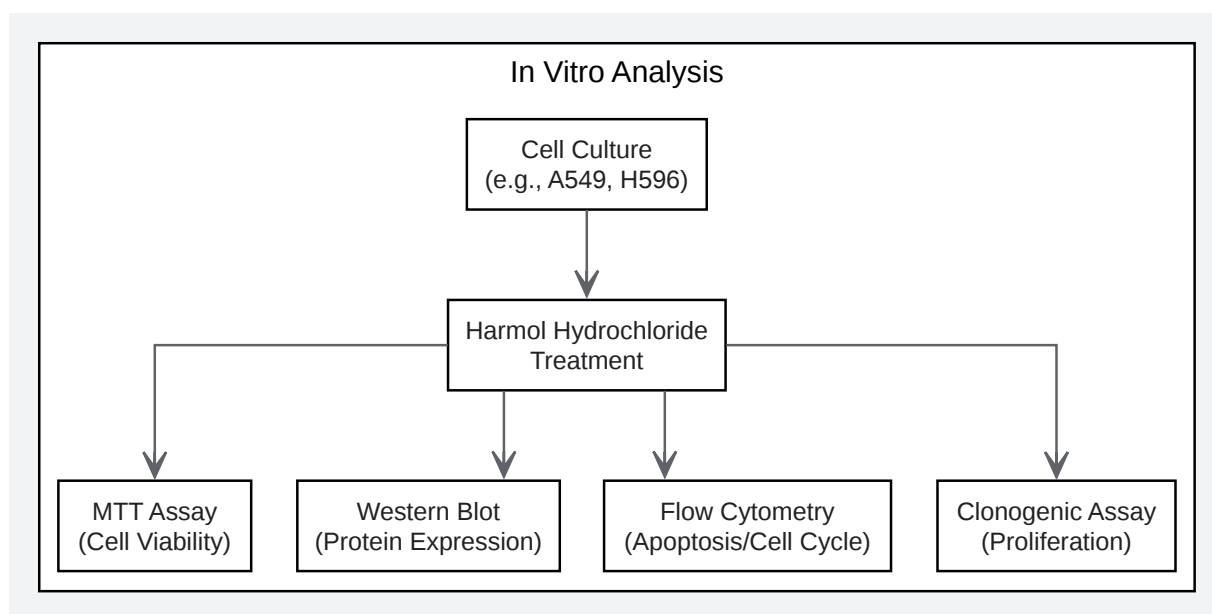 In Vitro Analysis
Cell Culture
(e.g., A549, H596)
Harmol Hydrochloride
Treatment
MTT Assay
(Cell Viability)
Western Blot
(Protein Expression)
Flow Cytometry
(Apoptosis/Cell Cycle)
Clonogenic Assay
(Proliferation)